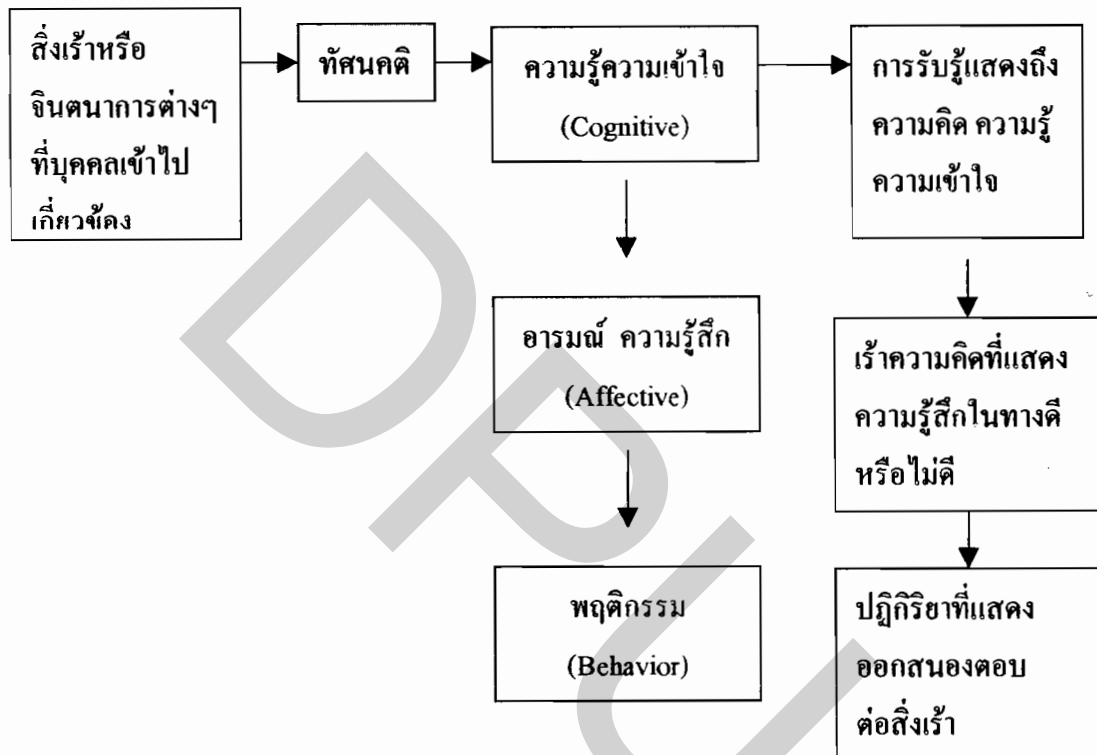 สิ่งเร้าหรือ
จินตนาการต่างๆ
ที่บุคคลเข้าไป
เกี่ยวข้อง
ทัศนคติ
ความรู้ความเข้าใจ
(Cognitive)
การรับรู้แสดงถึง
ความคิด ความรู้
ความเข้าใจ
อารมณ์ ความรู้สึก
(Affective)
เร้าความคิดที่แสดง
ความรู้สึกในทางดี
หรือไม่ดี
พฤติกรรม
(Behavior)
ปฏิกิริยาที่แสดง
ออกสนองตอบ
ต่อสิ่งเร้า
DPU